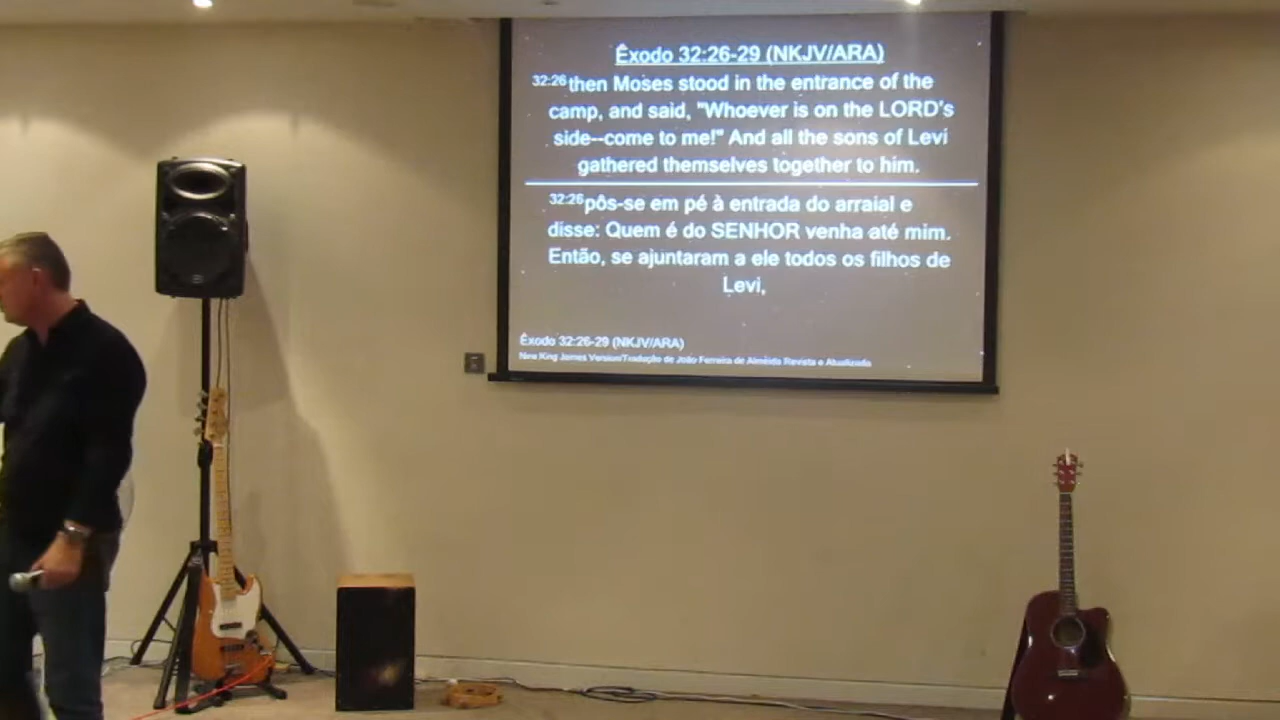 Êxodo 32:26-29 (NKJV/ARA)
32:26 then Moses stood in the entrance of the
camp, and said, "Whoever is on the LORD's
side--come to me!" And all the sons of Levi
gathered themselves together to him.
32:26 pôs-se em pé à entrada do arraial e
disse: Quem é do SENHOR venha até mim.
Então, se ajuntaram a ele todos os filhos de
Levi,
Êxodo 32:26-29 (NKJV/ARA)
New King James Version/Tradução de João Ferreira de Almeida Revista e Atualizada